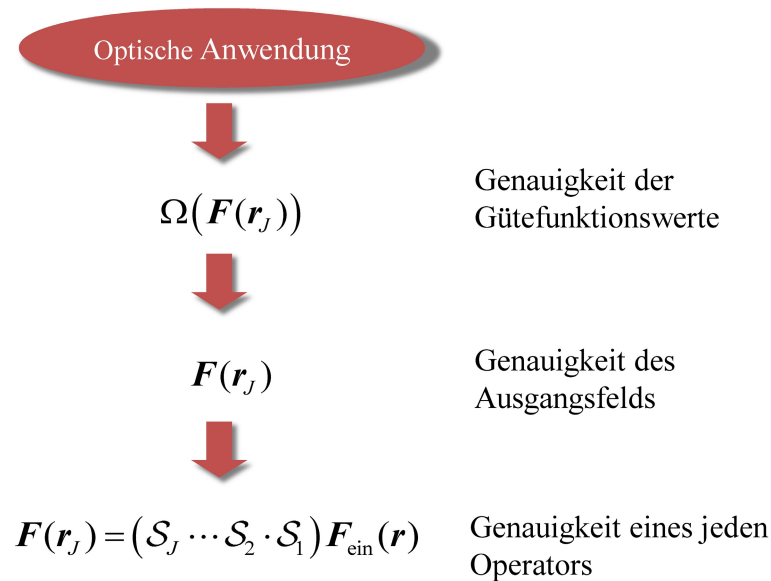 Optische Anwendung
Ω(F(r_J))
Genauigkeit der
Gütefunktionswerte
F(r_J)
Genauigkeit des
Ausgangsfelds
F(r_J) = (𝒮_J ⋯ 𝒮_2 · 𝒮_1) F_ein(r)
Genauigkeit eines jeden
Operators